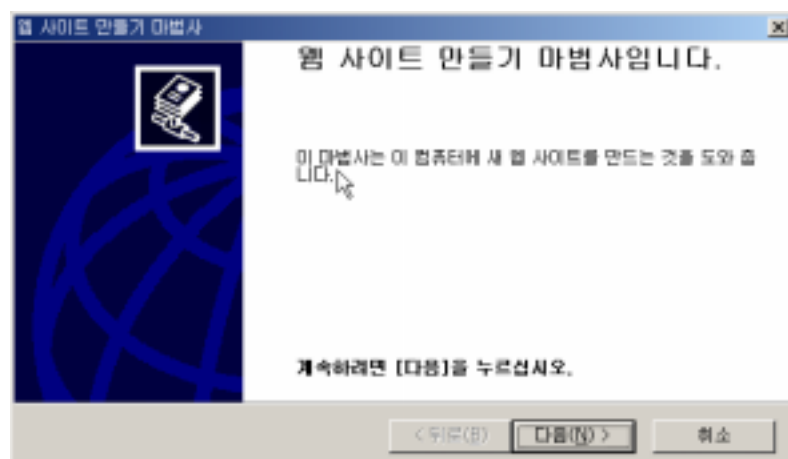 웹 사이트 만들기 마법사
웹 사이트 만들기 마법사입니다.
이 마법사는 이 컴퓨터에 새 웹 사이트를 만드는 것을 도와 줍
니다.
계속하려면 [다음]을 누르십시오.
< 뒤로(B) 다음(N) > 취소